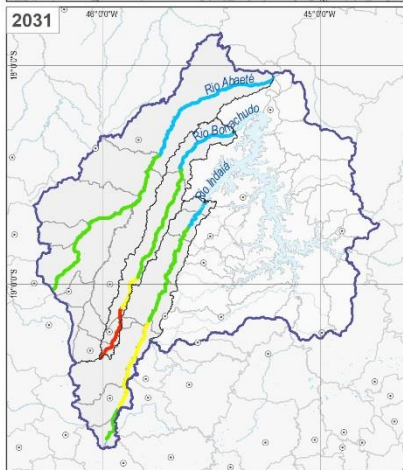 2031
46°0'0"W
45°0'0"W
18°0'0"S
Rio Abaeté
Rio Borrachudo
Rio Indaiá
19°0'0"S